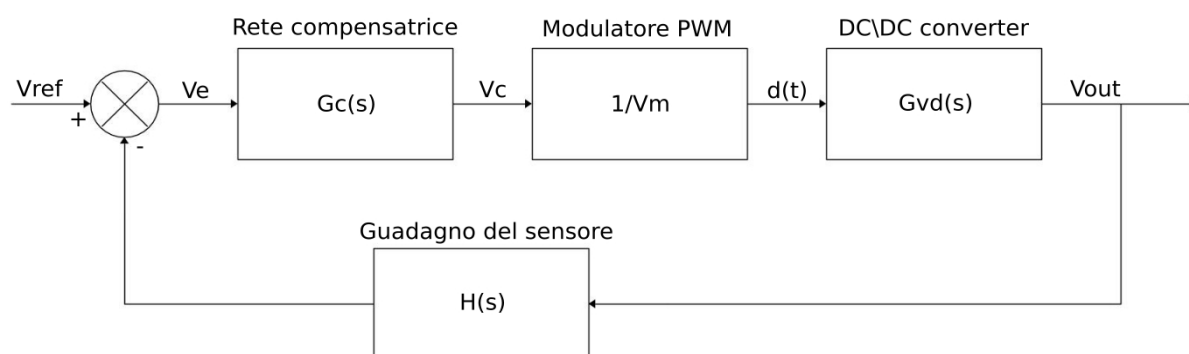 Rete compensatrice
Modulatore PWM
DC\DC converter
Vref
+
-
Ve
Gc(s)
Vc
1/Vm
d(t)
Gvd(s)
Vout
Guadagno del sensore
H(s)